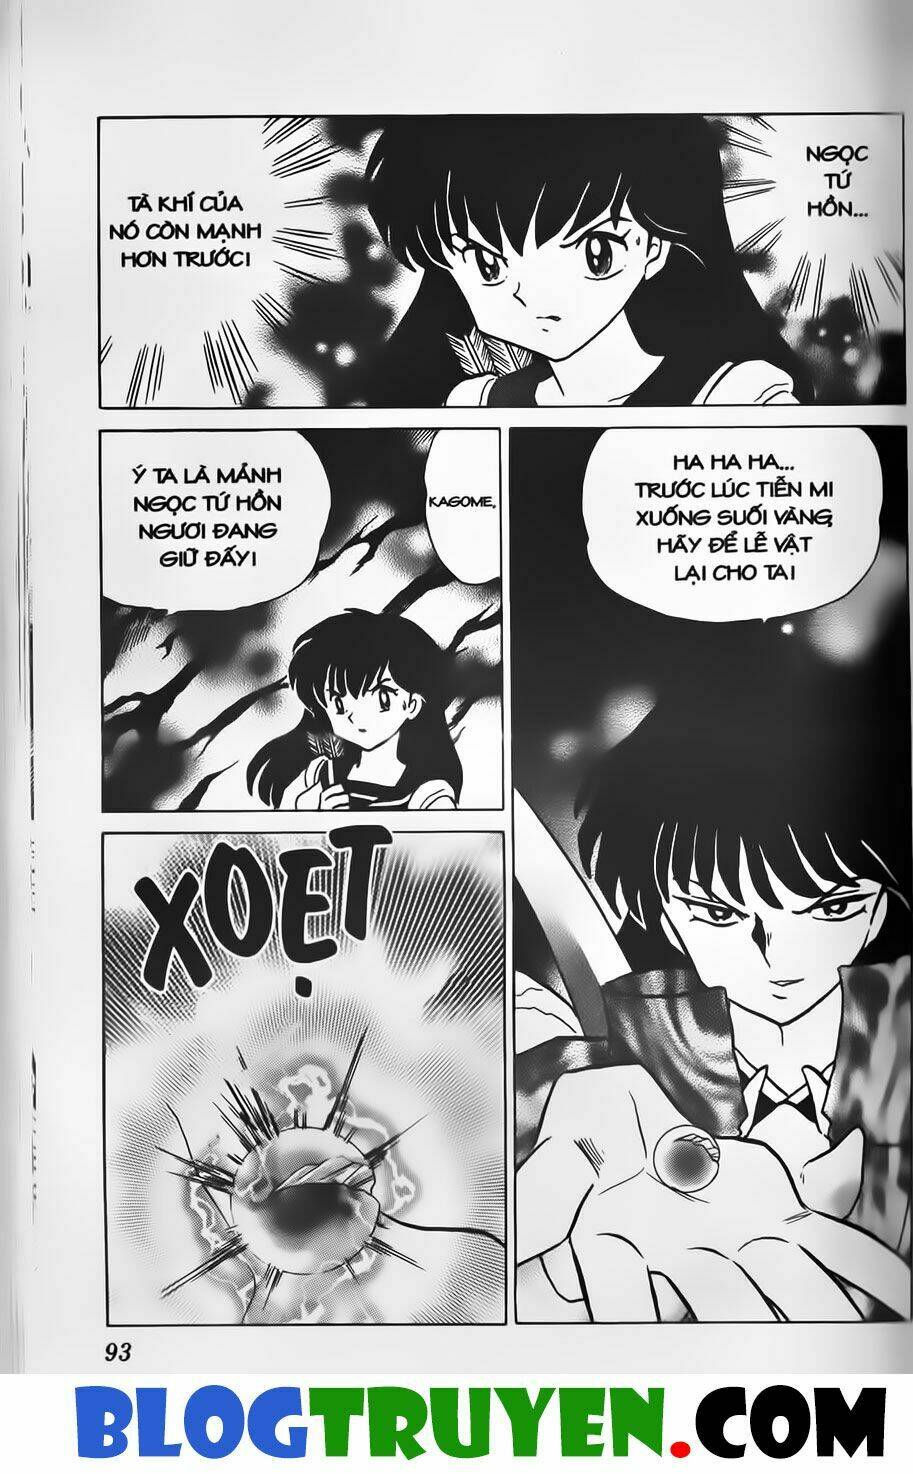 NGỌC
TỨ
HỒN...
TÀ KHÍ CỦA
NÓ CÒN MẠNH
HƠN TRƯỚC!
HA HA HA...
TRƯỚC LÚC TIỄN MI
XUỐNG SUỐI VÀNG,
HÃY ĐỂ LỄ VẬT
LẠI CHO TA!
KAGOME,
Ý TA LÀ MẢNH
NGỌC TỨ HỒN
NGƯƠI ĐANG
GIỮ ĐẤY!
XOẸT
93
BLOGTRUYEN.COM